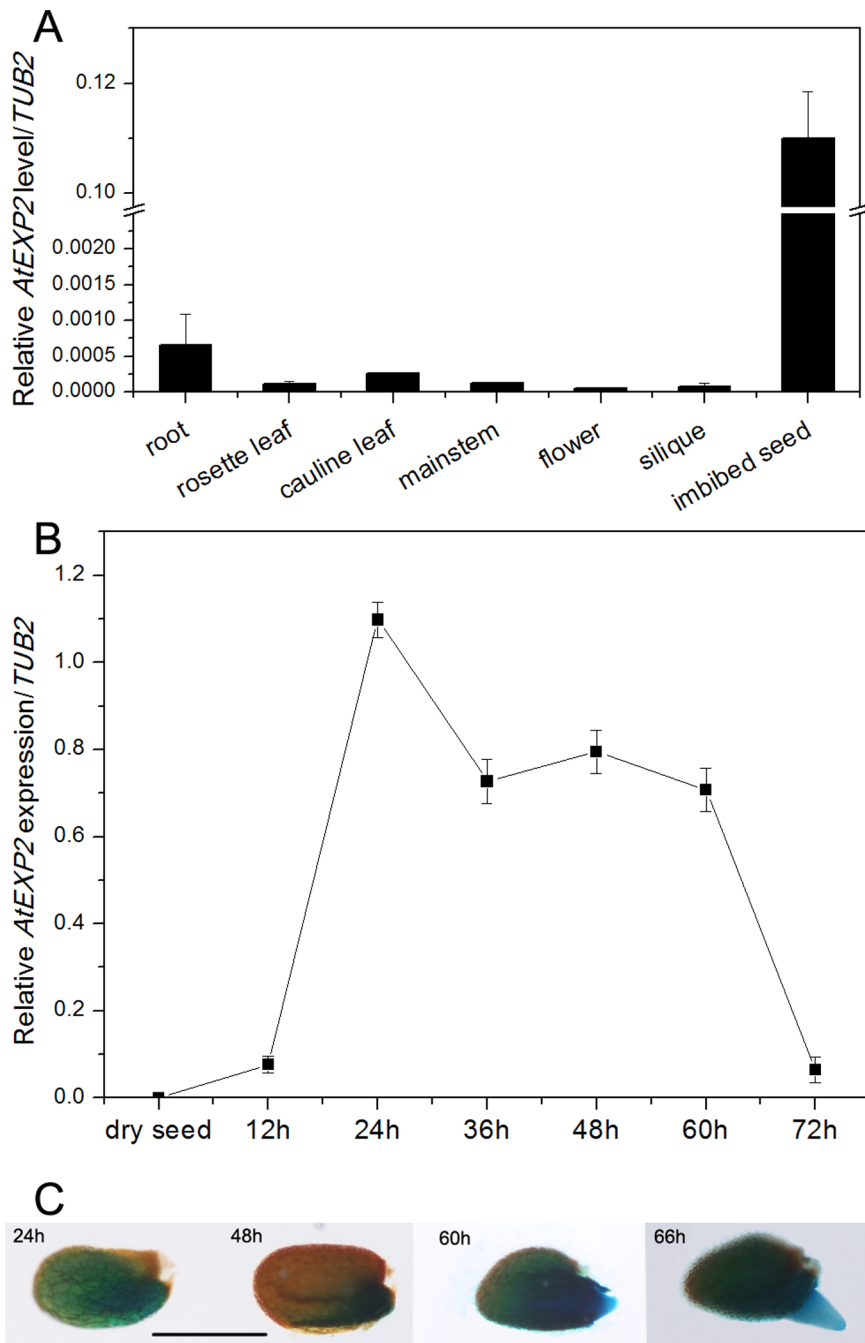 A
Relative AtEXP2 level/TUB2
0.12
0.10
0.0020
0.0015
0.0010
0.0005
0.0000
root
rosette leaf
cauline leaf
mainstem
flower
silique
imbibed seed
B
Relative AtEXP2 expression/TUB2
1.2
1.0
0.8
0.6
0.4
0.2
0.0
dry seed 12h 24h 36h 48h 60h 72h
C
24h 48h 60h 66h